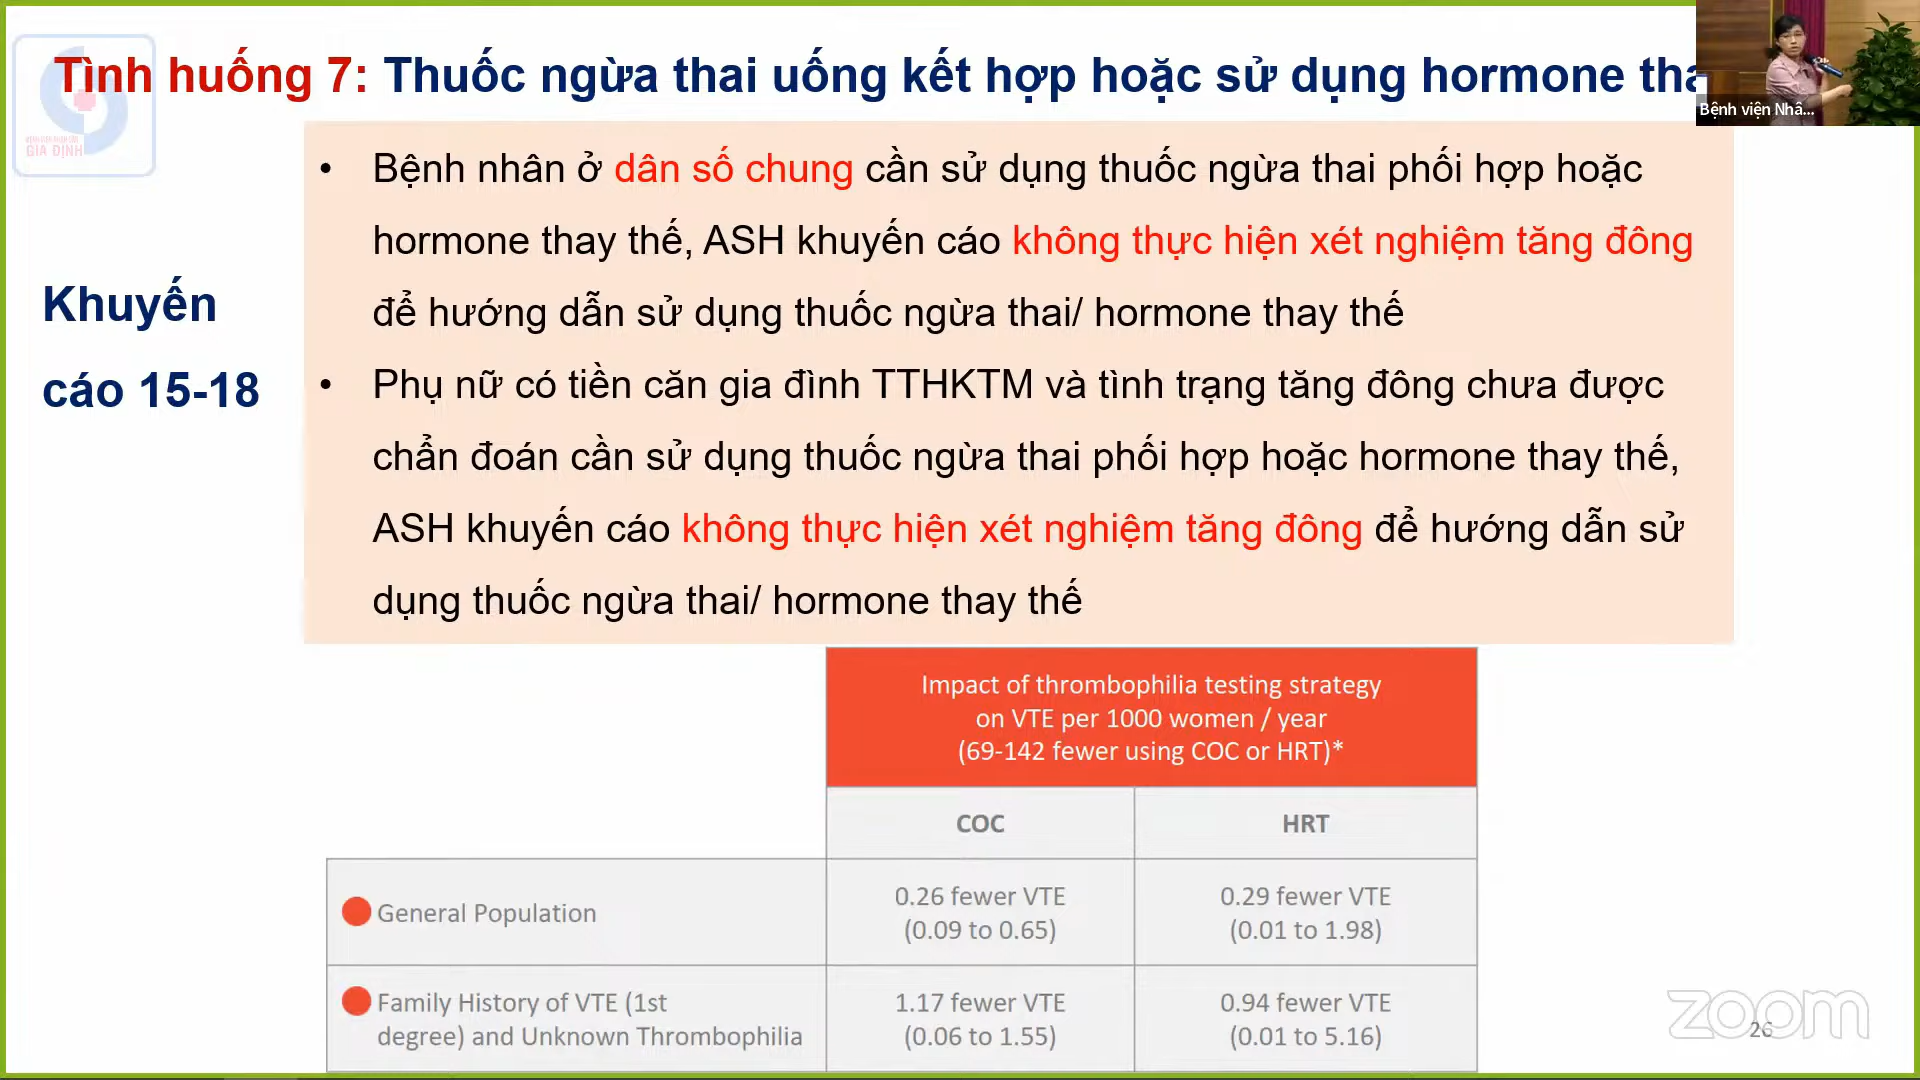 Tình huống 7: Thuốc ngừa thai uống kết hợp hoặc sử dụng hormone tha
Bệnh viện Nhâ...
BỆNH VIỆN NHÂN DÂN
GIA ĐỊNH
Khuyến
cáo 15-18
• Bệnh nhân ở dân số chung cần sử dụng thuốc ngừa thai phối hợp hoặc
hormone thay thế, ASH khuyến cáo không thực hiện xét nghiệm tăng đông
để hướng dẫn sử dụng thuốc ngừa thai/ hormone thay thế
• Phụ nữ có tiền căn gia đình TTHKTM và tình trạng tăng đông chưa được
chẩn đoán cần sử dụng thuốc ngừa thai phối hợp hoặc hormone thay thế,
ASH khuyến cáo không thực hiện xét nghiệm tăng đông để hướng dẫn sử
dụng thuốc ngừa thai/ hormone thay thế
Impact of thrombophilia testing strategy
on VTE per 1000 women / year
(69-142 fewer using COC or HRT)*
COC HRT
General Population
0.26 fewer VTE
(0.09 to 0.65)
0.29 fewer VTE
(0.01 to 1.98)
Family History of VTE (1st
degree) and Unknown Thrombophilia
1.17 fewer VTE
(0.06 to 1.55)
0.94 fewer VTE
(0.01 to 5.16)
zoom
26